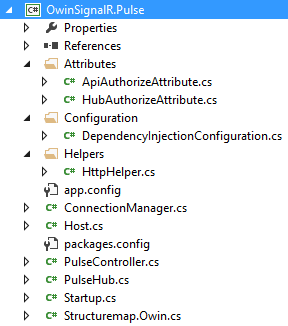 C# OwinSignalR.Pulse
Properties
References
Attributes
C# ApiAuthorizeAttribute.cs
C# HubAuthorizeAttribute.cs
Configuration
C# DependencyInjectionConfiguration.cs
Helpers
C# HttpHelper.cs
app.config
C# ConnectionManager.cs
C# Host.cs
packages.config
C# PulseController.cs
C# PulseHub.cs
C# Startup.cs
C# Structuremap.Owin.cs